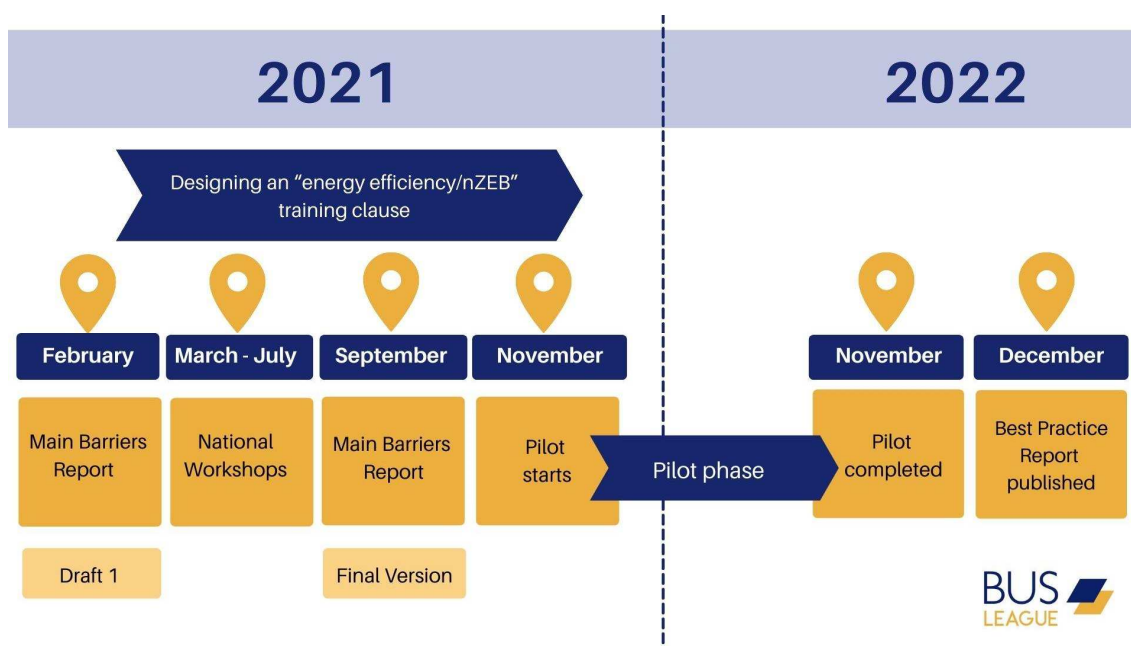 2021
2022
Designing an “energy efficiency/nZEB”
training clause
February
March - July
September
November
November
December
Main Barriers
Report
National
Workshops
Main Barriers
Report
Pilot
starts
Pilot phase
Pilot
completed
Best Practice
Report
published
Draft 1
Final Version
BUS
LEAGUE